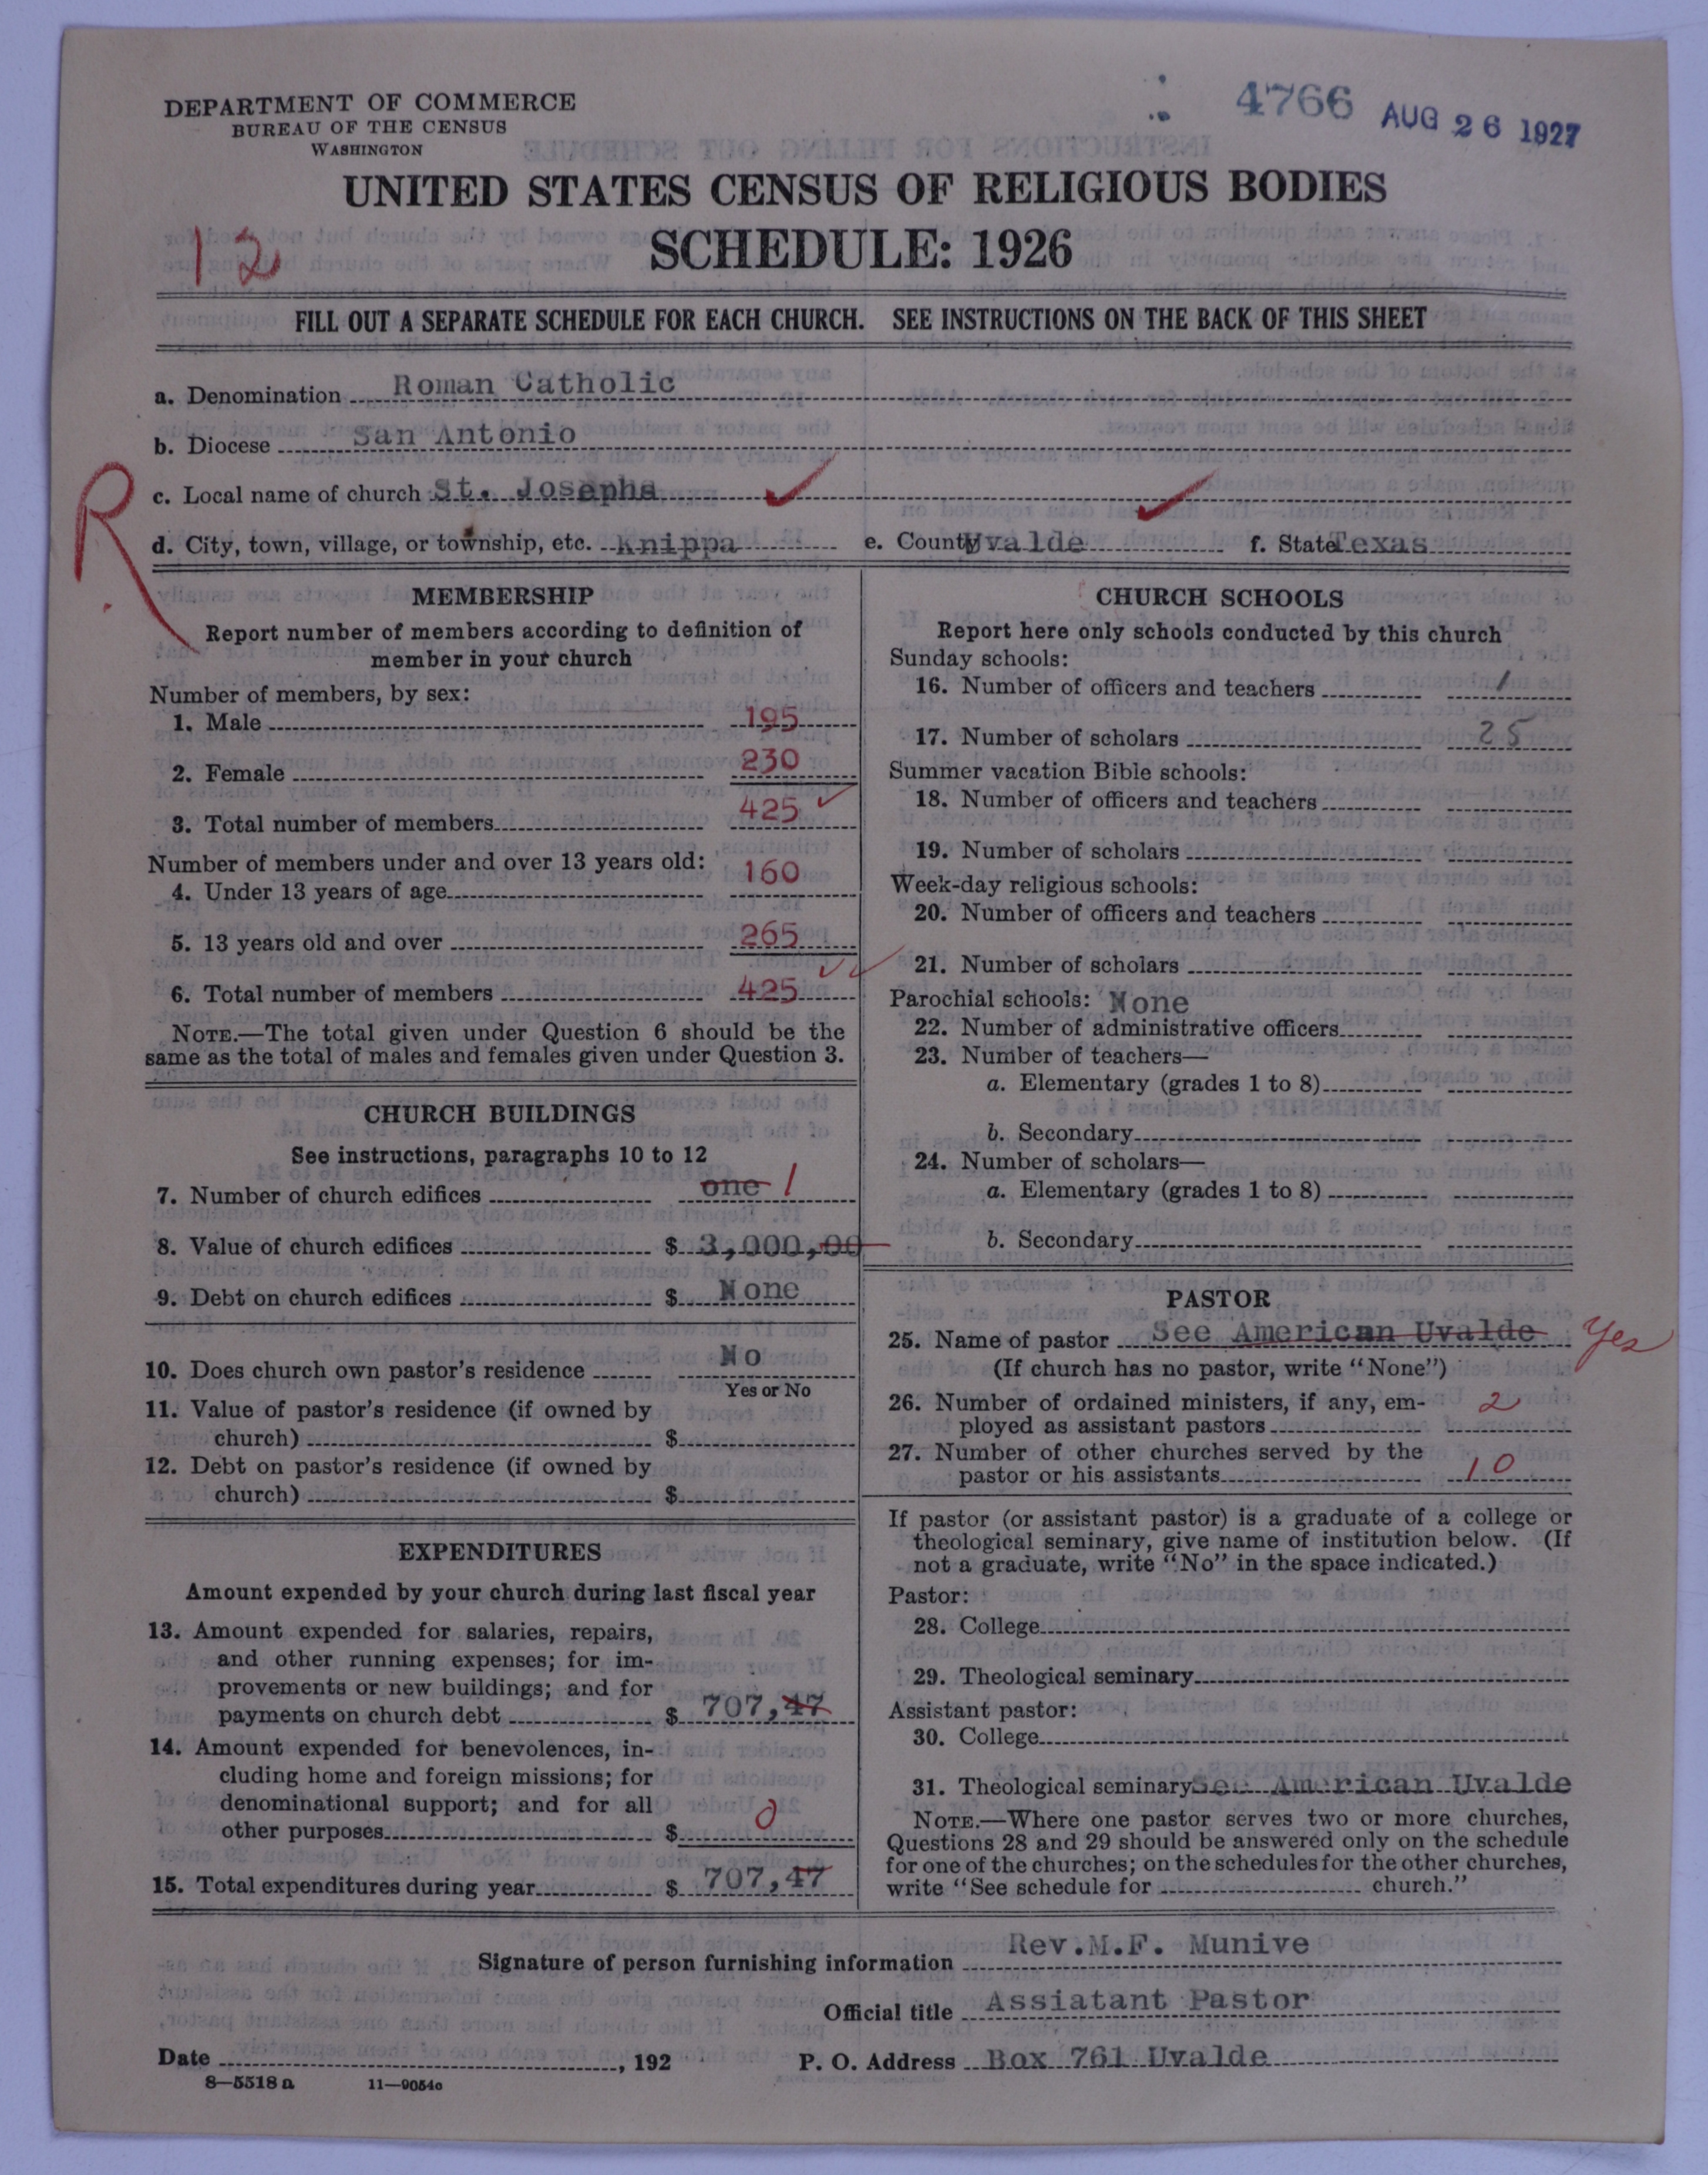 4766 AUG 26 1927
DEPARTMENT OF COMMERCE
BUREAU OF THE CENSUS
WASHINGTON
UNITED STATES CENSUS OF RELIGIOUS BODIES
12
SCHEDULE: 1926
FILL OUT A SEPARATE SCHEDULE FOR EACH CHURCH. SEE INSTRUCTIONS ON THE BACK OF THIS SHEET
a. Denomination Roman Catholic
b. Diocese San Antonio
R
c. Local name of church St. Josephs
d. City, town, village, or township, etc. Knippa e. County Uvalde f. State Texas
MEMBERSHIP
Report number of members according to definition of
member in your church
Number of members, by sex:
1. Male 195
2. Female 230
3. Total number of members 425
Number of members under and over 13 years old:
4. Under 13 years of age 160
5. 13 years old and over 265
6. Total number of members 425
NOTE.—The total given under Question 6 should be the
same as the total of males and females given under Question 3.
CHURCH BUILDINGS
See instructions, paragraphs 10 to 12
7. Number of church edifices one 1
8. Value of church edifices $ 3,000,00
9. Debt on church edifices $ None
10. Does church own pastor's residence No
Yes or No
11. Value of pastor's residence (if owned by
church) $
12. Debt on pastor's residence (if owned by
church) $
EXPENDITURES
Amount expended by your church during last fiscal year
13. Amount expended for salaries, repairs,
and other running expenses; for im-
provements or new buildings; and for
payments on church debt $ 707,47
14. Amount expended for benevolences, in-
cluding home and foreign missions; for
denominational support; and for all
other purposes $ 0
15. Total expenditures during year $ 707,47
CHURCH SCHOOLS
Report here only schools conducted by this church
Sunday schools:
16. Number of officers and teachers 1
17. Number of scholars 25
Summer vacation Bible schools:
18. Number of officers and teachers
19. Number of scholars
Week-day religious schools:
20. Number of officers and teachers
21. Number of scholars
Parochial schools: None
22. Number of administrative officers
23. Number of teachers—
a. Elementary (grades 1 to 8)
b. Secondary
24. Number of scholars—
a. Elementary (grades 1 to 8)
b. Secondary
PASTOR
25. Name of pastor See American Uvalde yes
(If church has no pastor, write "None")
26. Number of ordained ministers, if any, em-
ployed as assistant pastors 2
27. Number of other churches served by the
pastor or his assistants 10
If pastor (or assistant pastor) is a graduate of a college or
theological seminary, give name of institution below. (If
not a graduate, write "No" in the space indicated.)
Pastor:
28. College
29. Theological seminary
Assistant pastor:
30. College
31. Theological seminary See American Uvalde
NOTE.—Where one pastor serves two or more churches,
Questions 28 and 29 should be answered only on the schedule
for one of the churches; on the schedules for the other churches,
write "See schedule for church."
Signature of person furnishing information Rev.M.F. Munive
Official title Assiatant Pastor
Date , 192 P. O. Address Box 761 Uvalde
8—5518 a 11—9054c